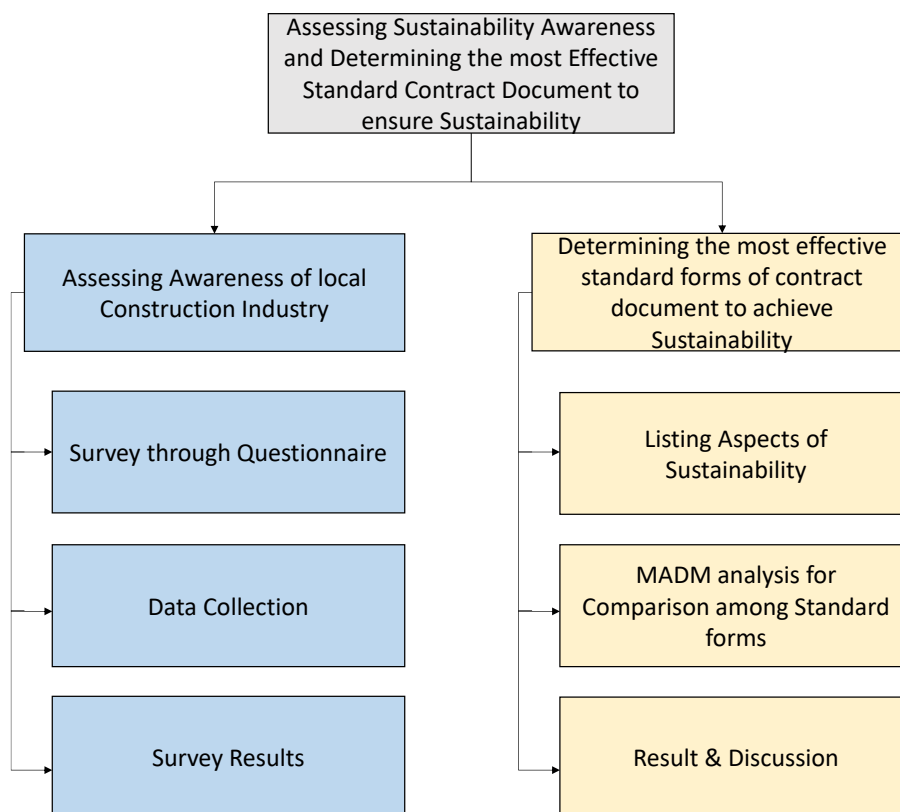 Assessing Sustainability Awareness
and Determining the most Effective
Standard Contract Document to
ensure Sustainability
Assessing Awareness of local
Construction Industry
Survey through Questionnaire
Data Collection
Survey Results
Determining the most effective
standard forms of contract
document to achieve
Sustainability
Listing Aspects of
Sustainability
MADM analysis for
Comparison among Standard
forms
Result & Discussion